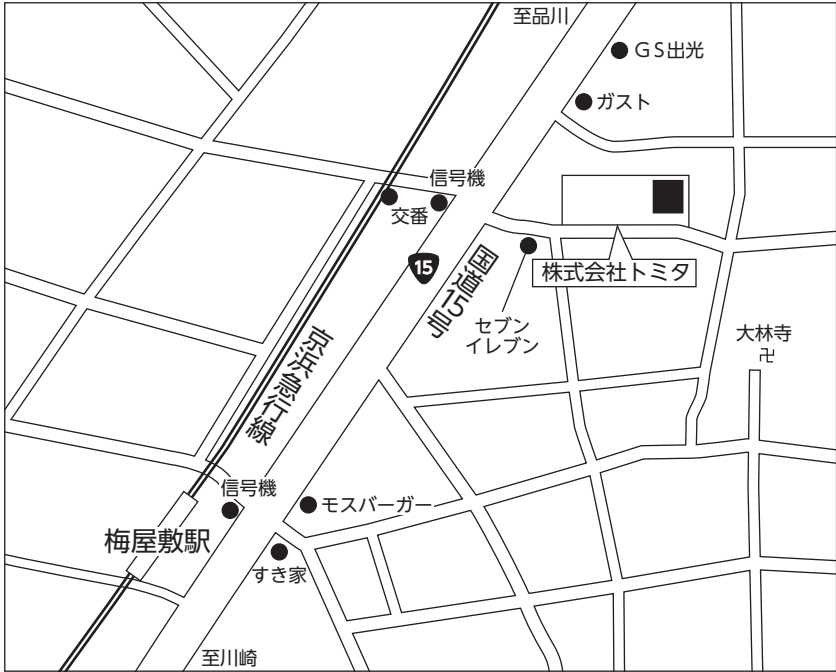 至品川
GS出光
ガスト
信号機
交番
15
国道15号
株式会社トミタ
セブン
イレブン
大林寺
卍
京浜急行線
信号機
モスバーガー
梅屋敷駅
すき家
至川崎